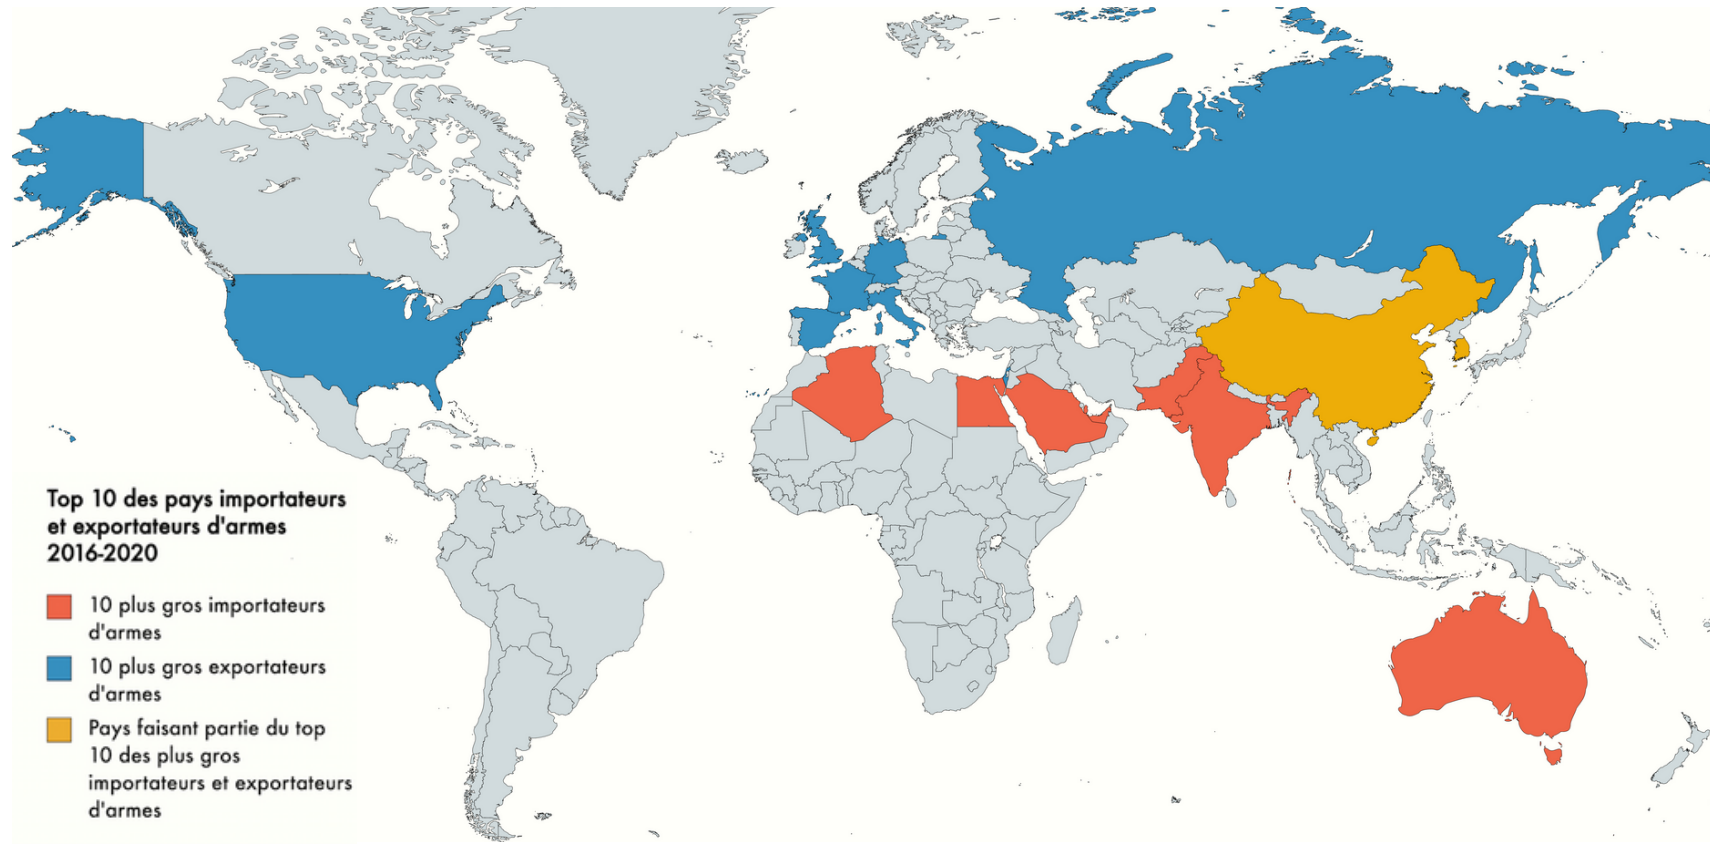 Top 10 des pays importateurs
et exportateurs d'armes
2016-2020
10 plus gros importateurs
d'armes
10 plus gros exportateurs
d'armes
Pays faisant partie du top
10 des plus gros
importateurs et exportateurs
d'armes